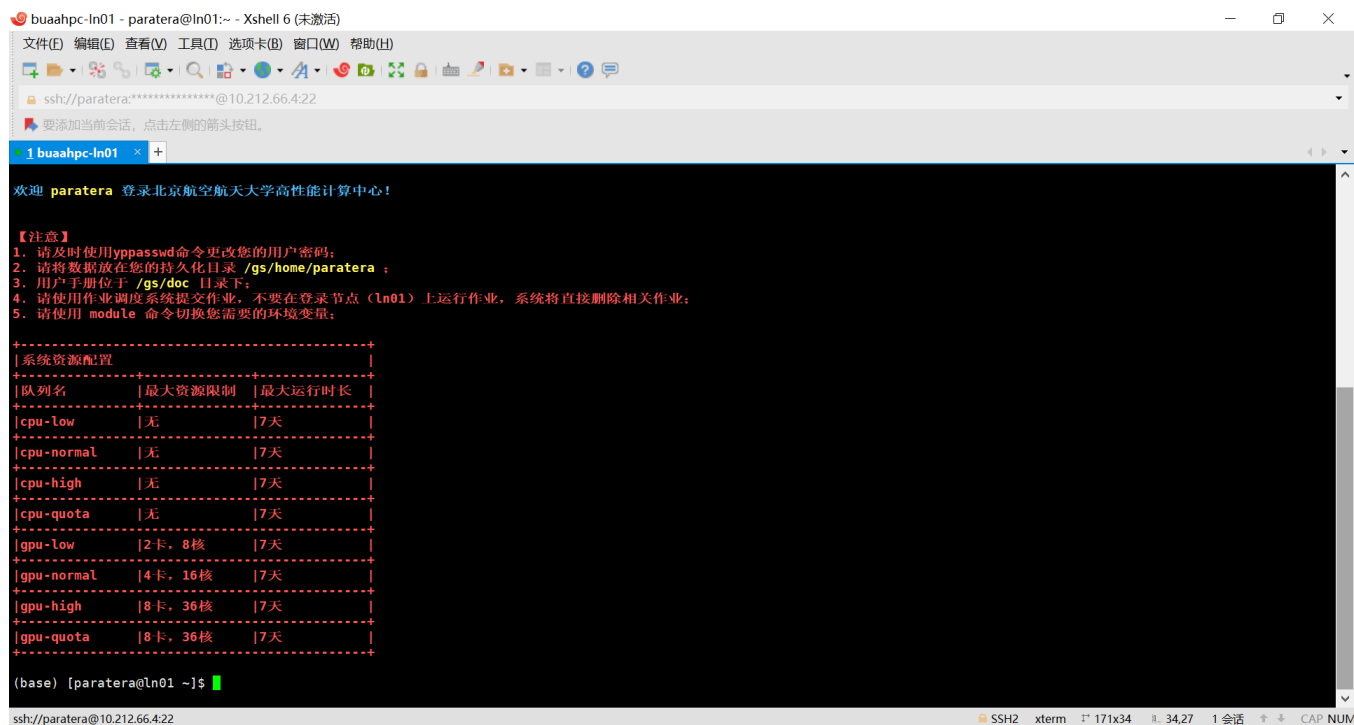 buaahpc-ln01 - paratera@ln01:~ - Xshell 6 (未激活)
文件(F) 编辑(E) 查看(V) 工具(T) 选项卡(B) 窗口(W) 帮助(H)
ssh://paratera:***************@10.212.66.4:22
要添加当前会话，点击左侧的箭头按钮。
1 buaahpc-ln01 × +
欢迎 paratera 登录北京航空航天大学高性能计算中心！
【注意】
1. 请及时使用yppasswd命令更改您的用户密码；
2. 请将数据放在您的持久化目录 /gs/home/paratera ；
3. 用户手册位于 /gs/doc 目录下；
4. 请使用作业调度系统提交作业，不要在登录节点（ln01）上运行作业，系统将直接删除相关作业；
5. 请使用 module 命令切换您需要的环境变量；
+---------------------------------------------+
|系统资源配置 |
+---------------+--------------+--------------+
|队列名 |最大资源限制 |最大运行时长 |
+---------------+--------------+--------------+
|cpu-low |无 |7天 |
+---------------------------------------------+
|cpu-normal |无 |7天 |
+---------------------------------------------+
|cpu-high |无 |7天 |
+---------------------------------------------+
|cpu-quota |无 |7天 |
+---------------------------------------------+
|gpu-low |2卡，8核 |7天 |
+---------------------------------------------+
|gpu-normal |4卡，16核 |7天 |
+---------------------------------------------+
|gpu-high |8卡，36核 |7天 |
+---------------------------------------------+
|gpu-quota |8卡，36核 |7天 |
+---------------------------------------------+
(base) [paratera@ln01 ~]$
ssh://paratera@10.212.66.4:22 SSH2 xterm 171x34 34,27 1 会话 CAP NUM